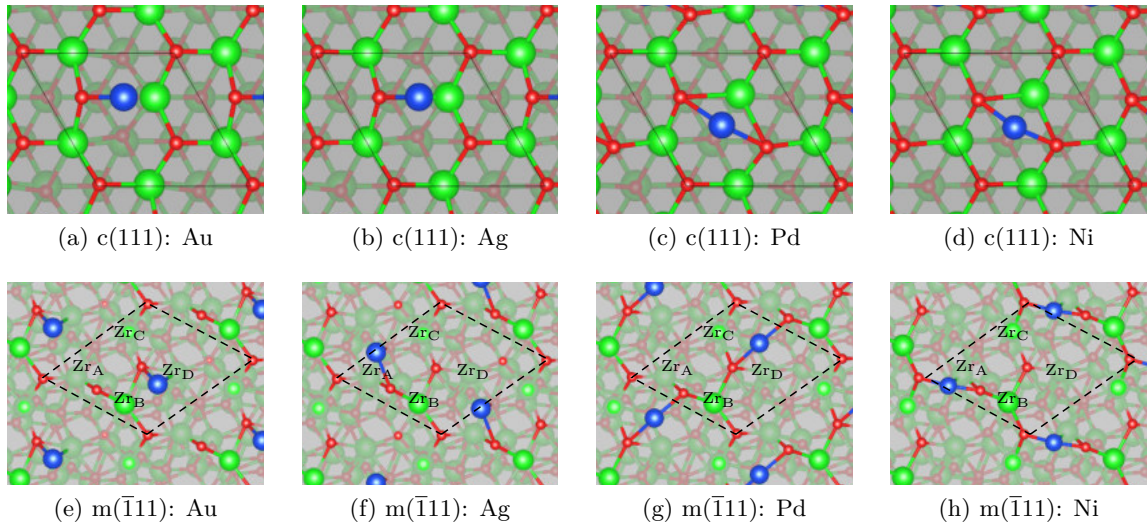 (a) c(111): Au
(b) c(111): Ag
(c) c(111): Pd
(d) c(111): Ni
Zr_C
Zr_A
Zr_D
Zr_B
Zr_C
Zr_A
Zr_D
Zr_B
Zr_C
Zr_A
Zr_D
Zr_B
Zr_C
Zr_A
Zr_D
Zr_B
(e) m(1̅11): Au
(f) m(1̅11): Ag
(g) m(1̅11): Pd
(h) m(1̅11): Ni